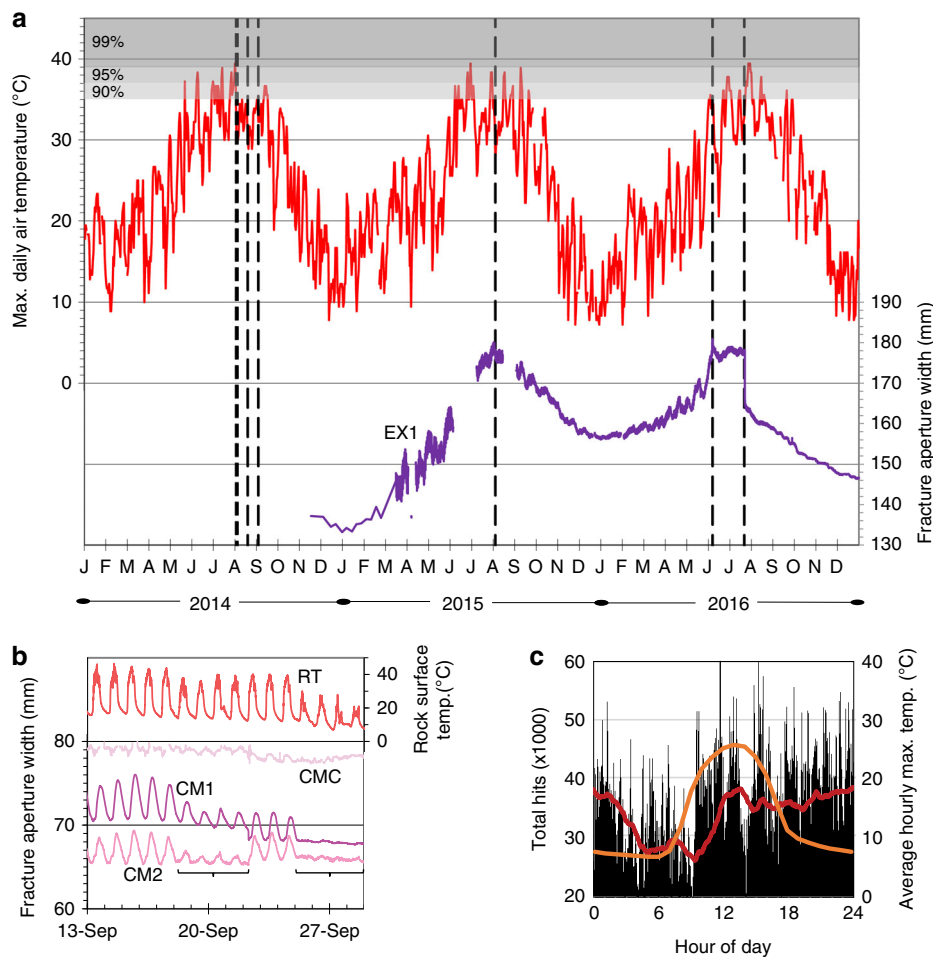 a
Max. daily air temperature (°C)
40
30
20
10
0
99%
95%
90%
EX1
190
180
170
160
150
140
130
Fracture aperture width (mm)
J F M A M J J A S O N D J F M A M J J A S O N D J F M A M J J A S O N D
2014 2015 2016
b
Fracture aperture width (mm)
80
70
60
RT
40
20
0
Rock surface
temp.(°C)
CMC
CM1
CM2
13-Sep 20-Sep 27-Sep
c
Total hits (x1000)
60
50
40
30
20
40
30
20
10
0
Average hourly max. temp. (°C)
0 6 12 18 24
Hour of day